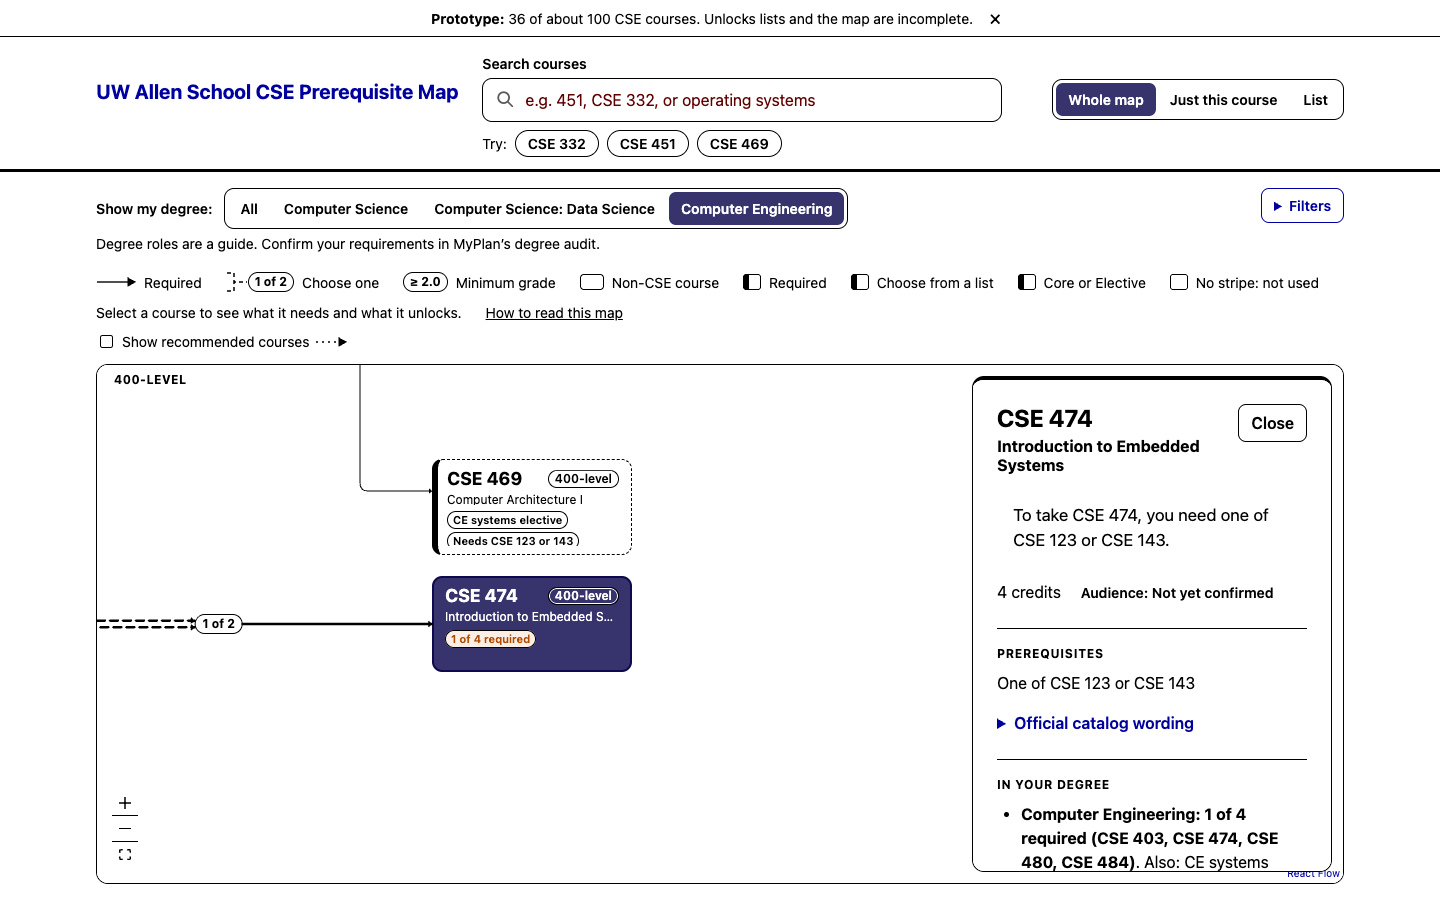 Prototype: 36 of about 100 CSE courses. Unlocks lists and the map are incomplete. ×
UW Allen School CSE Prerequisite Map
Search courses
e.g. 451, CSE 332, or operating systems
Try: CSE 332 CSE 451 CSE 469
Whole map Just this course List
Show my degree: All Computer Science Computer Science: Data Science Computer Engineering
Filters
Degree roles are a guide. Confirm your requirements in MyPlan’s degree audit.
Required 1 of 2 Choose one ≥ 2.0 Minimum grade Non-CSE course Required Choose from a list Core or Elective No stripe: not used
Select a course to see what it needs and what it unlocks. How to read this map
Show recommended courses
400-LEVEL
CSE 469 400-level
Computer Architecture I
CE systems elective
Needs CSE 123 or 143
1 of 2
CSE 474 400-level
Introduction to Embedded S...
1 of 4 required
CSE 474
Close
Introduction to Embedded
Systems
To take CSE 474, you need one of
CSE 123 or CSE 143.
4 credits Audience: Not yet confirmed
PREREQUISITES
One of CSE 123 or CSE 143
Official catalog wording
IN YOUR DEGREE
• Computer Engineering: 1 of 4
required (CSE 403, CSE 474, CSE
480, CSE 484). Also: CE systems
React Flow